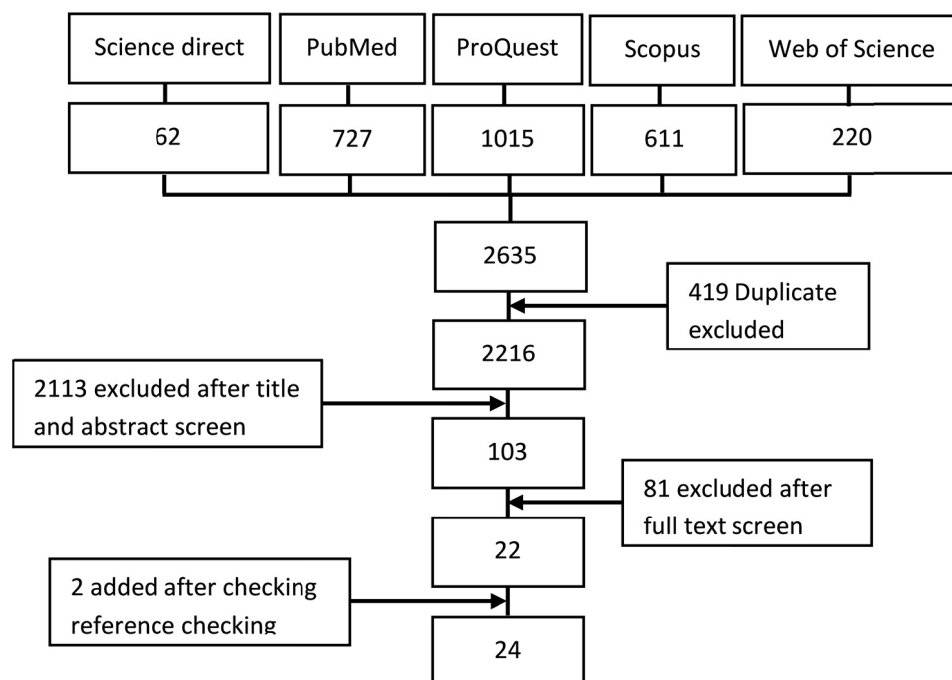 Science direct
PubMed
ProQuest
Scopus
Web of Science
62
727
1015
611
220
2635
419 Duplicate
excluded
2216
2113 excluded after title
and abstract screen
103
81 excluded after
full text screen
22
2 added after checking
reference checking
24